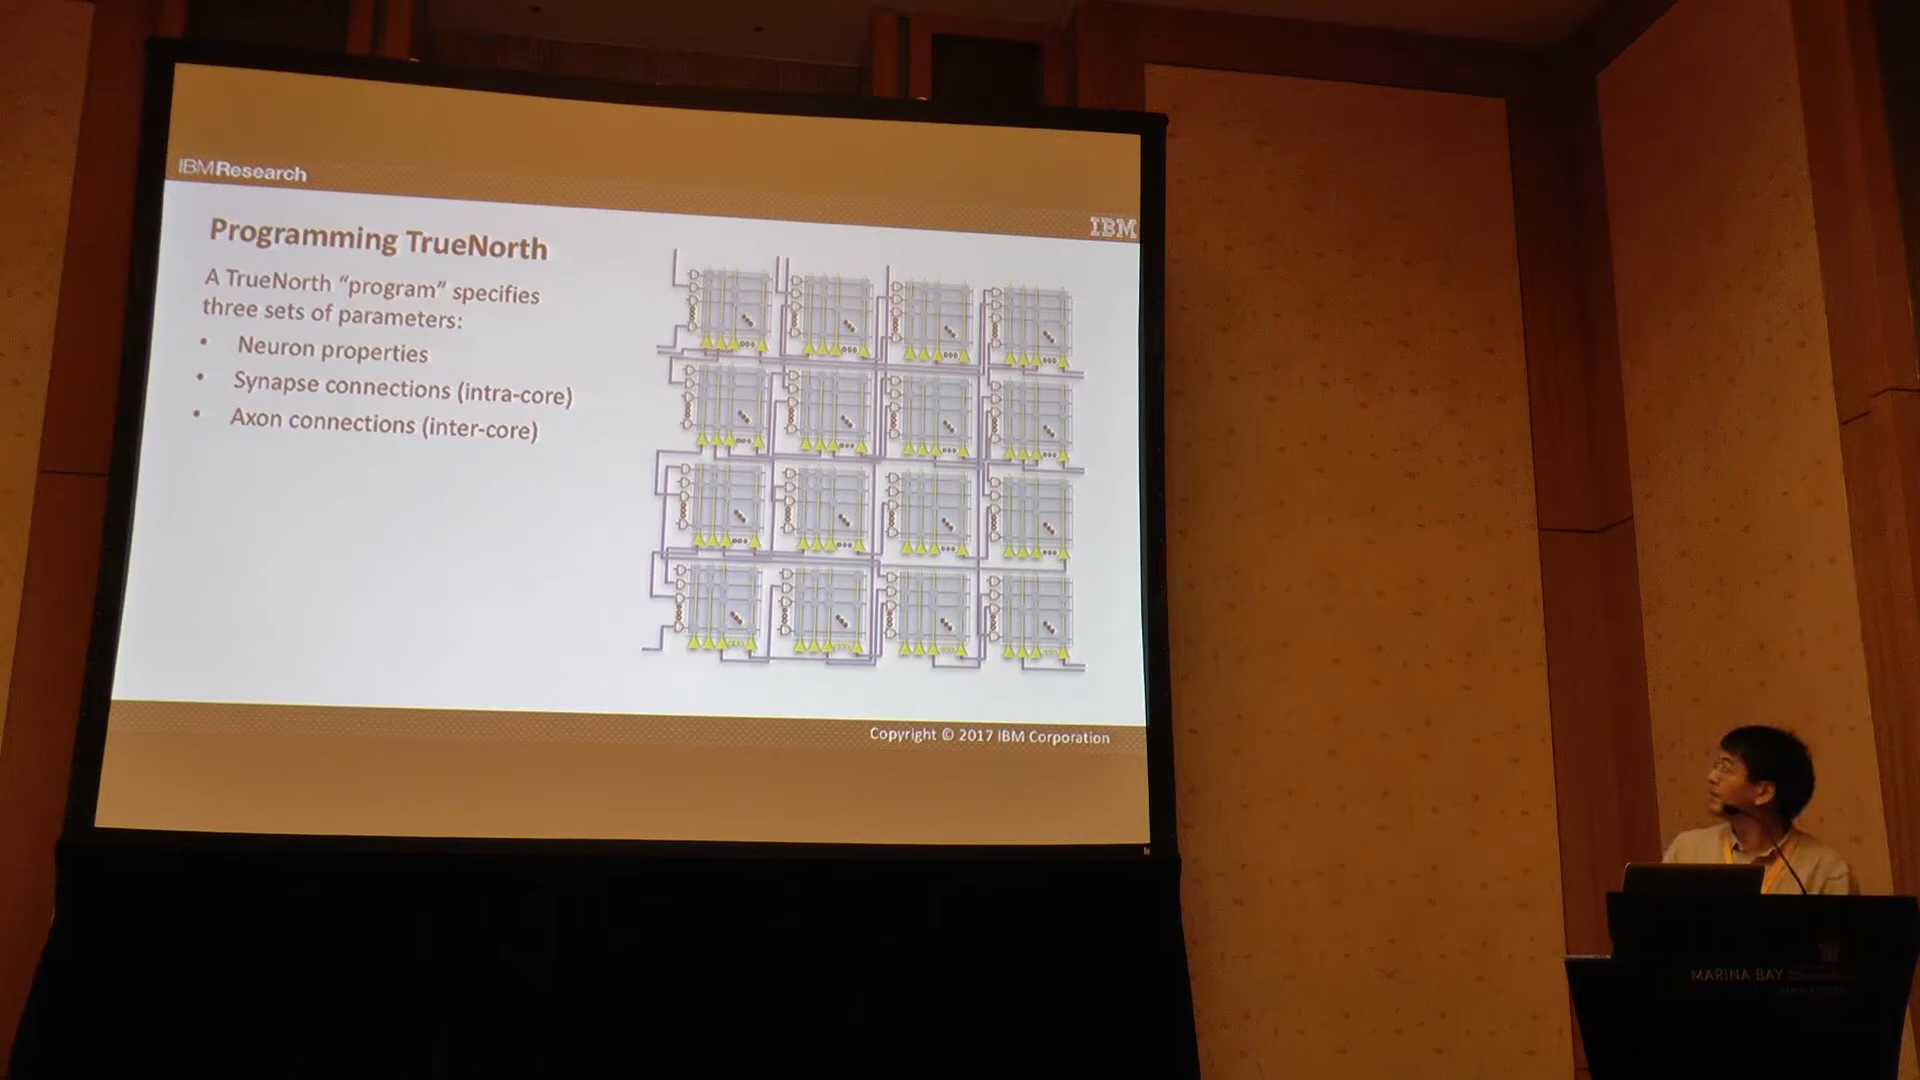 IBM Research
IBM
Programming TrueNorth
A TrueNorth “program” specifies
three sets of parameters:
• Neuron properties
• Synapse connections (intra-core)
• Axon connections (inter-core)
Copyright © 2017 IBM Corporation
MARINA BAY